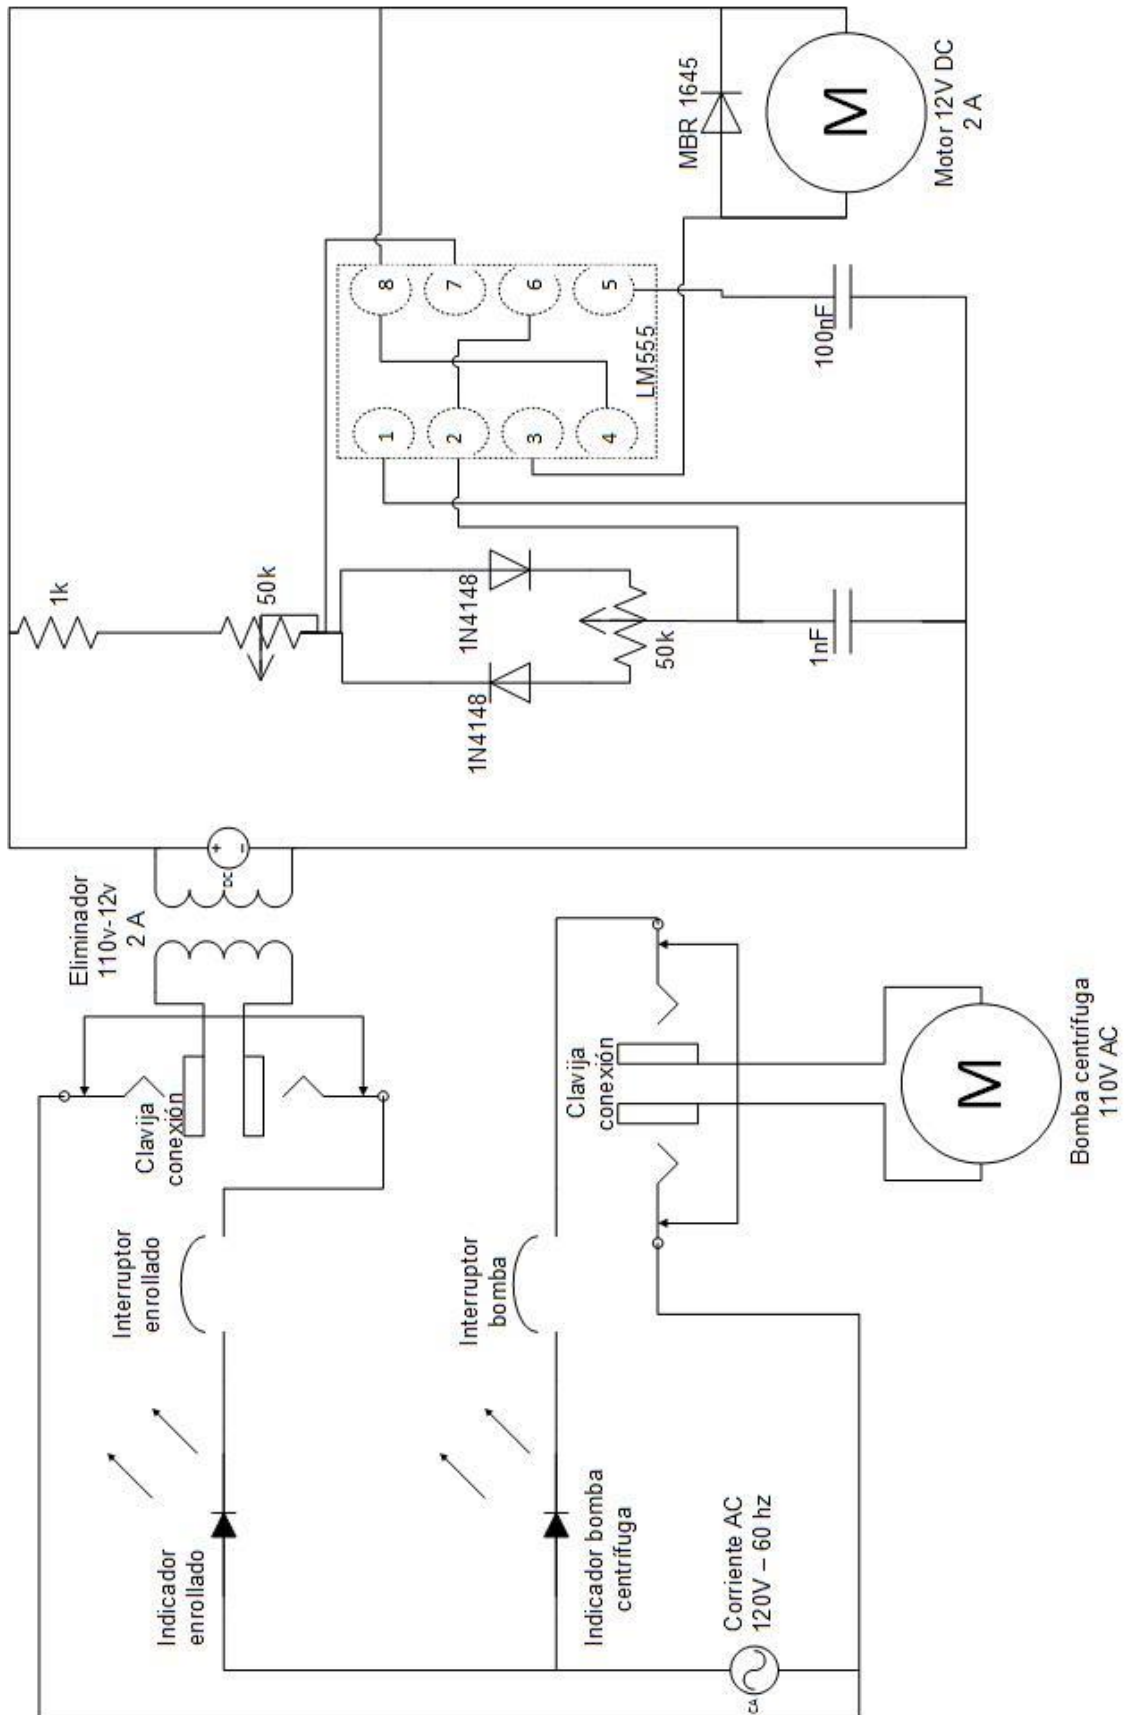 Indicador
enrollado
Interruptor
enrollado
Clavija
conexión
Eliminador
110v-12v
2 A
DC
+
-
1k
50k
1N4148
1N4148
50k
1nF
1
2
3
4
8
7
6
5
LM555
100nF
MBR 1645
M
Motor 12V DC
2 A
Indicador bomba
centrífuga
Interruptor
bomba
Clavija
conexión
M
Bomba centrífuga
110V AC
Corriente AC
120V – 60 hz
CA